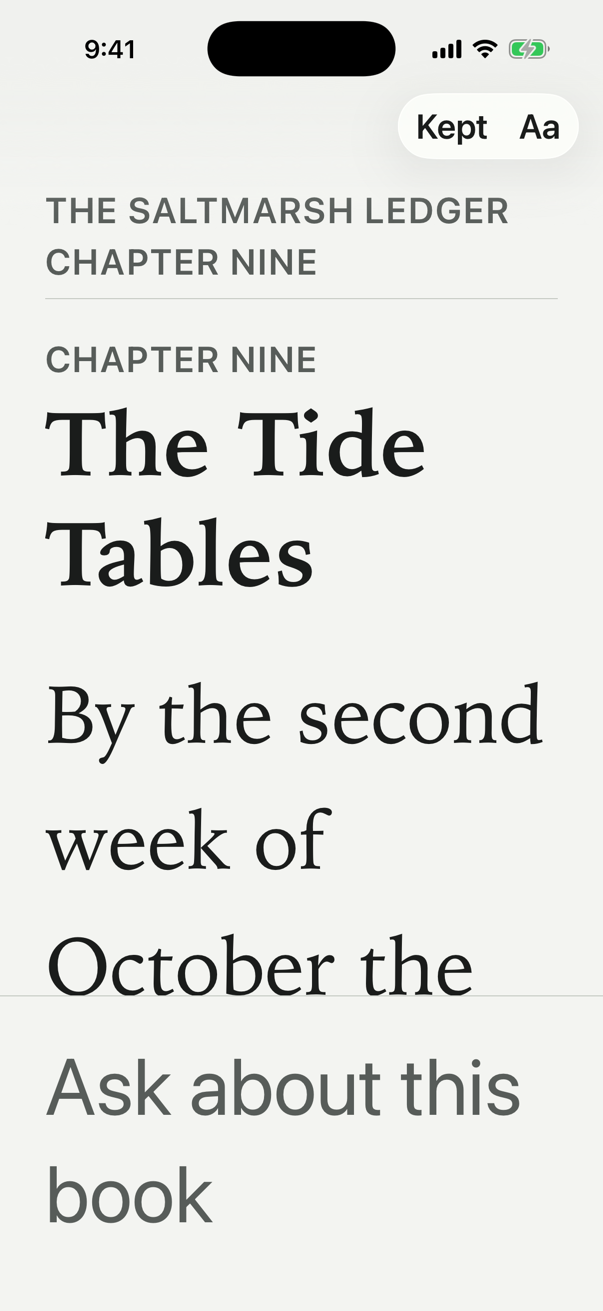 9:41
Kept Aa
THE SALTMARSH LEDGER
CHAPTER NINE
CHAPTER NINE
The Tide
Tables
By the second
week of
October the
Ask about this
book